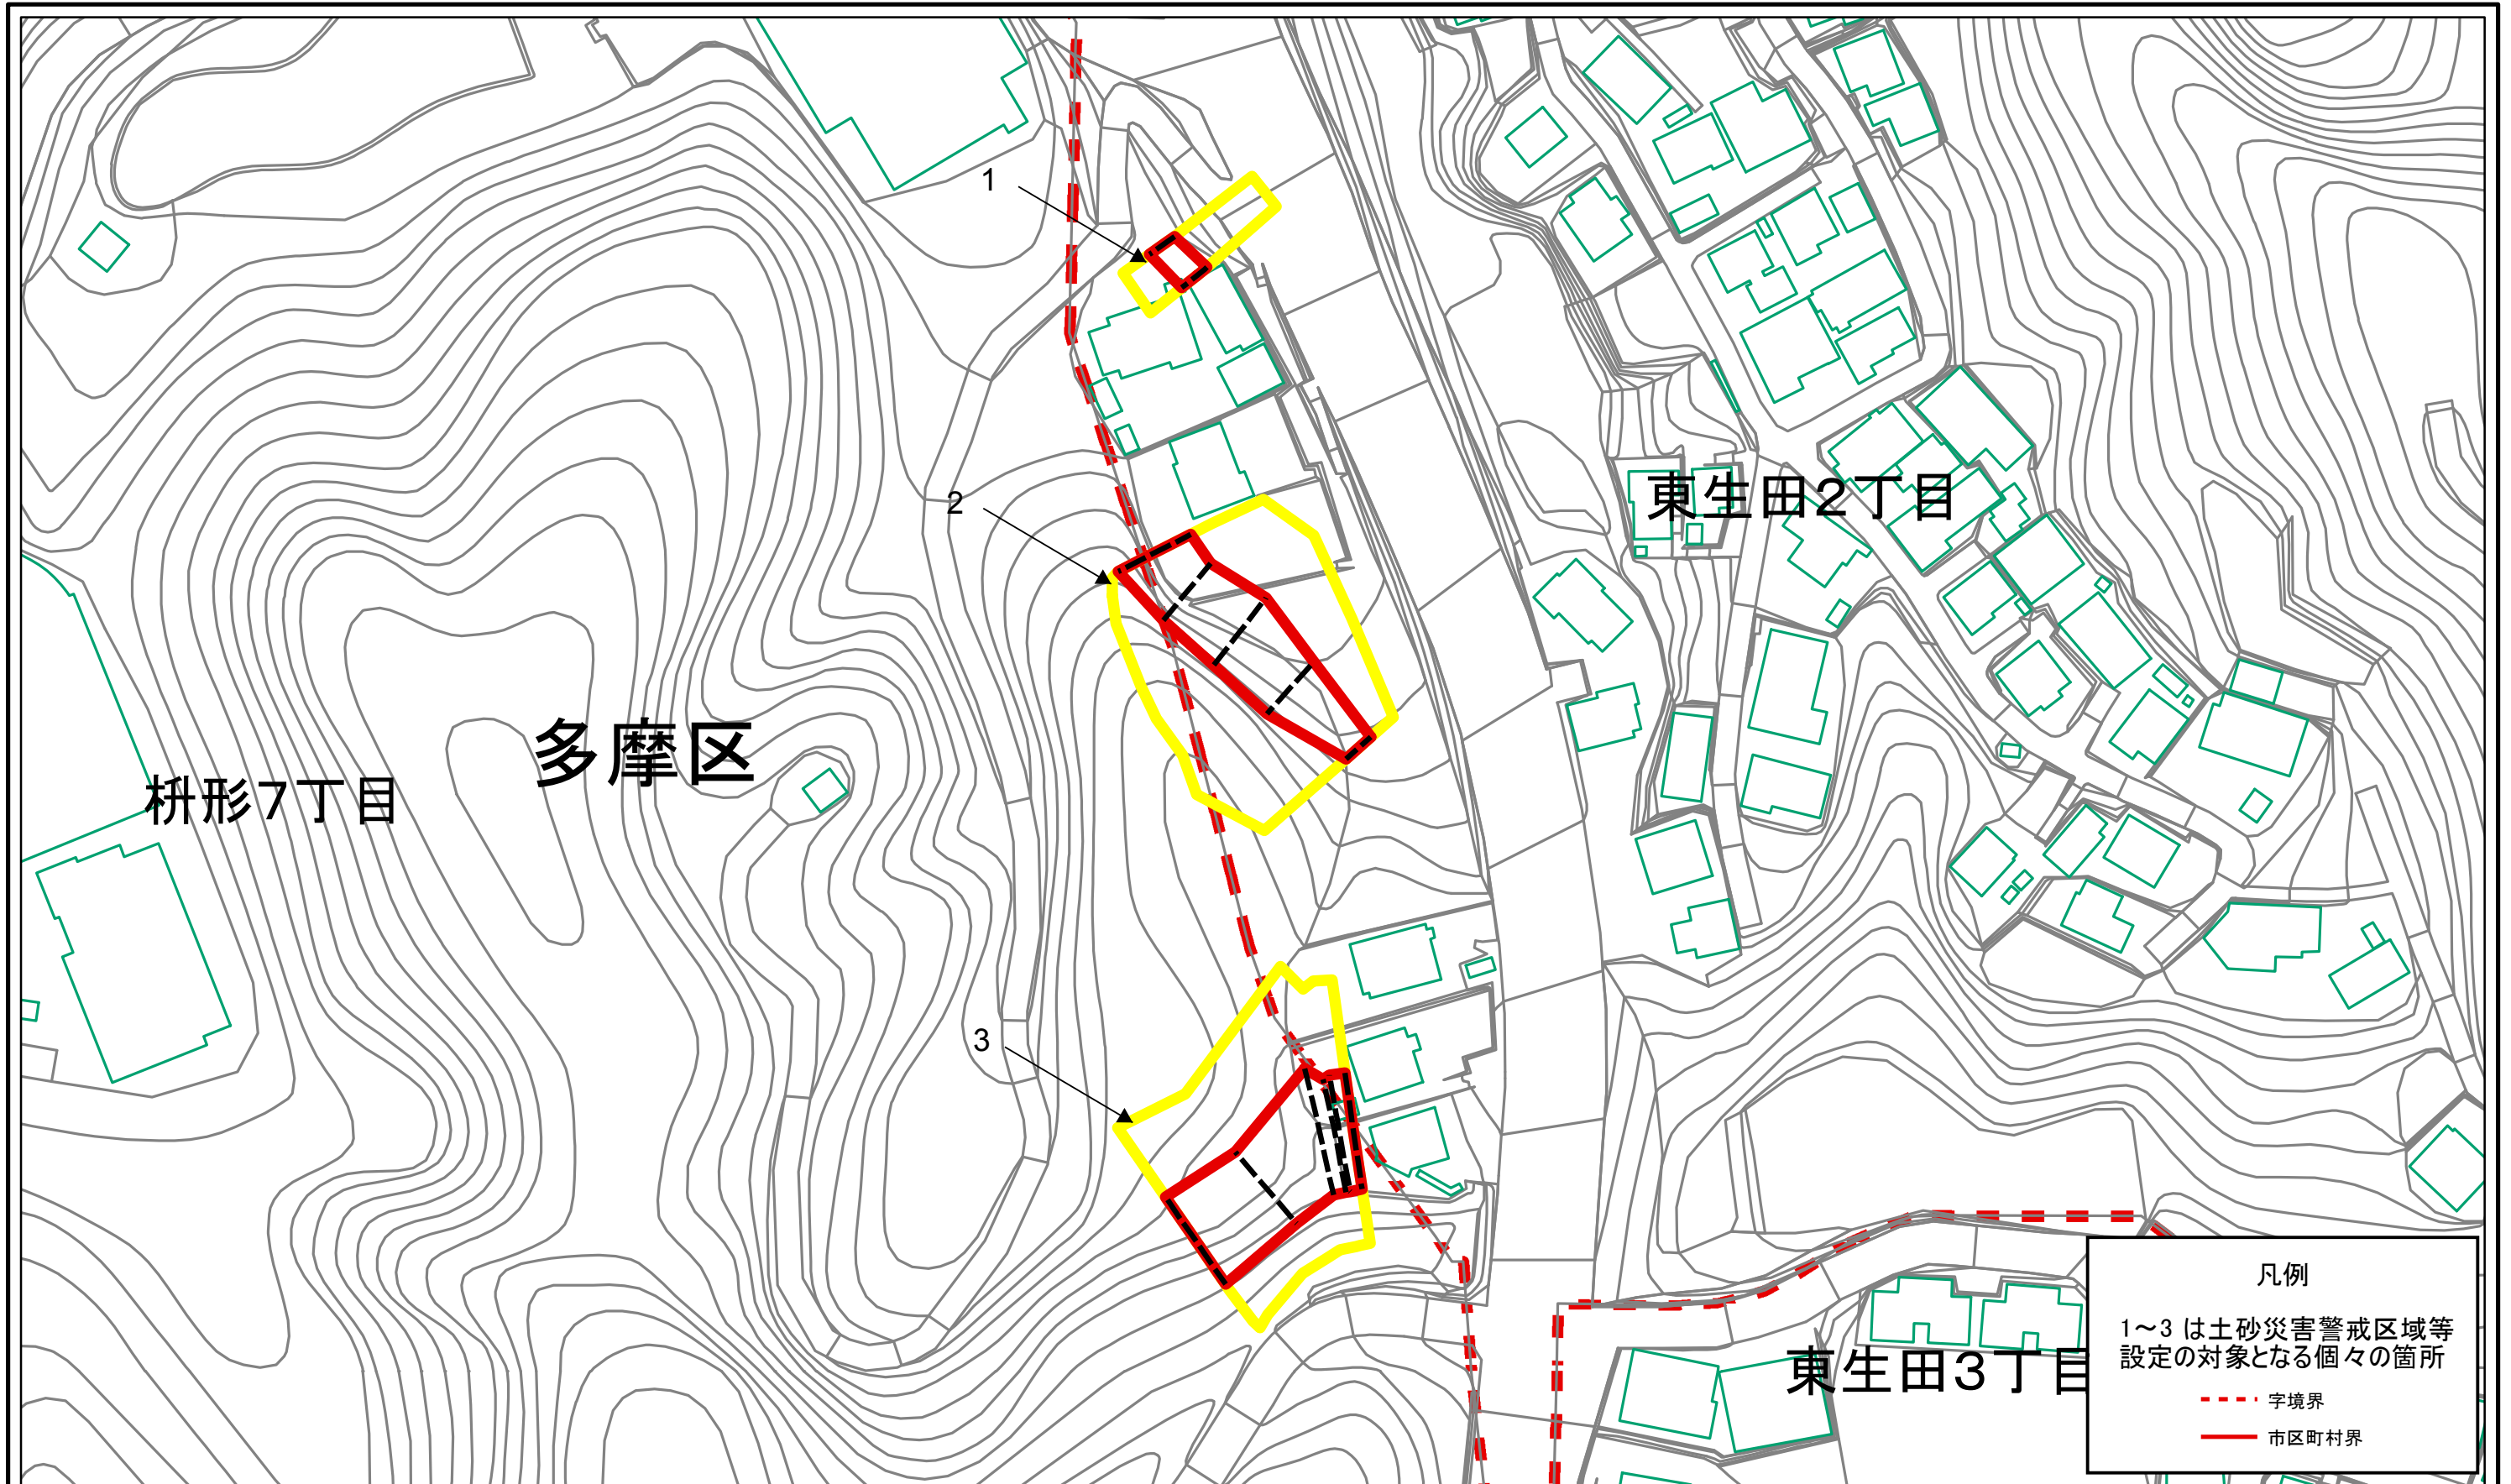 1
2
東生田2丁目
多摩区
枡形7丁目
3
東生田3丁目
凡例
1～3 は土砂災害警戒区域等
設定の対象となる個々の箇所
字境界
市区町村界